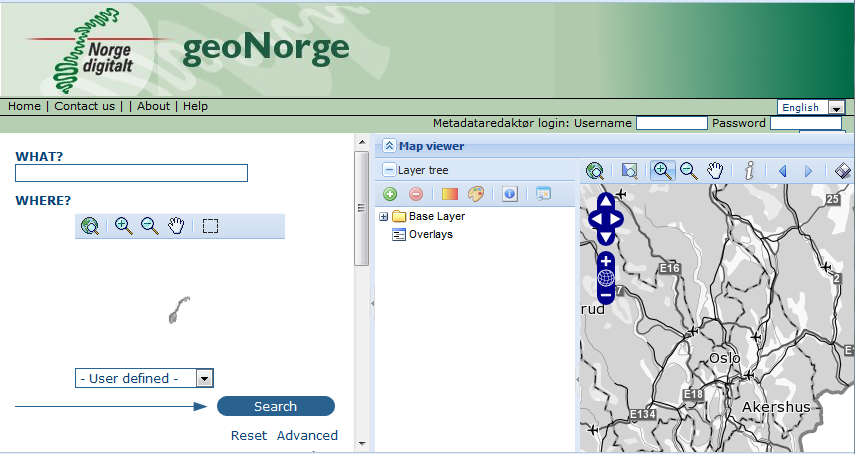 Norge
digitalt
geoNorge
Home | Contact us | | About | Help
English
Metadataredaktør login: Username Password
WHAT?
WHERE?
- User defined -
Search
Reset Advanced
Map viewer
Layer tree
Base Layer
Overlays
25
E16
2
7
rud
Oslo
E18
Akershus
E134